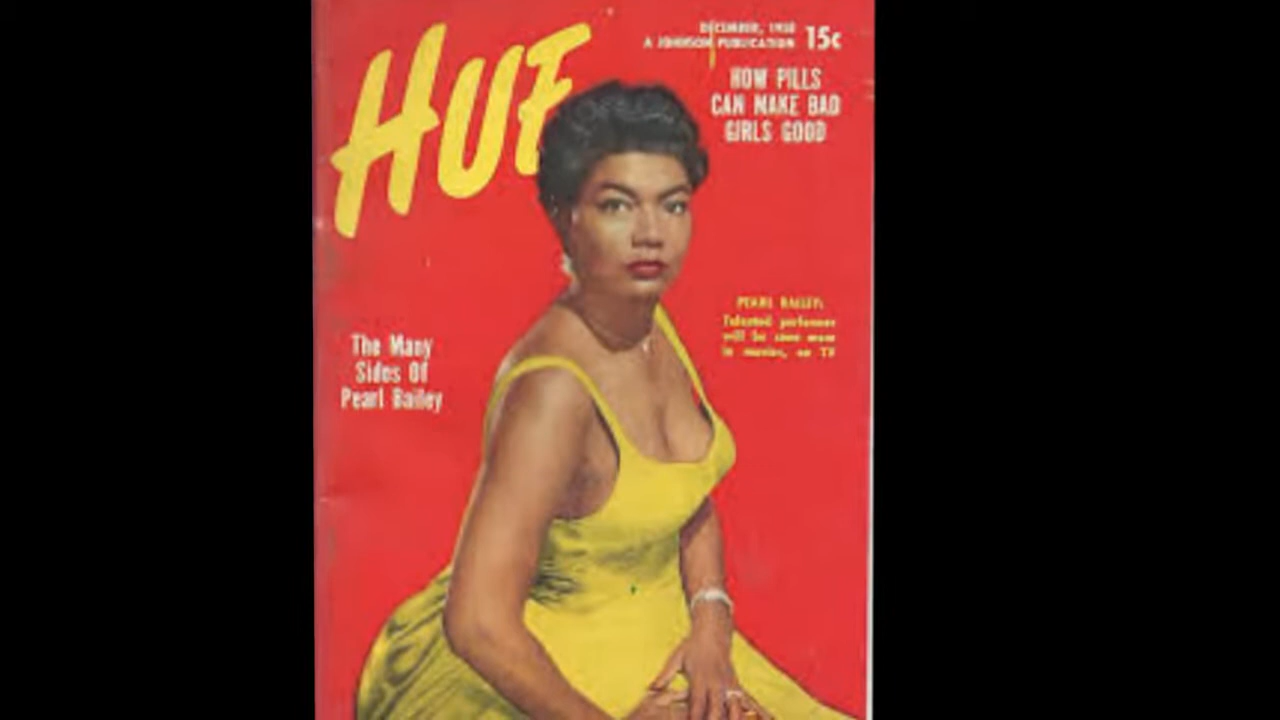 HUE
DECEMBER, 1958
A JOHNSON PUBLICATION 15¢
HOW PILLS
CAN MAKE BAD
GIRLS GOOD
PEARL BAILEY:
Talented performer
will be seen more
in movies, on TV
The Many
Sides Of
Pearl Bailey